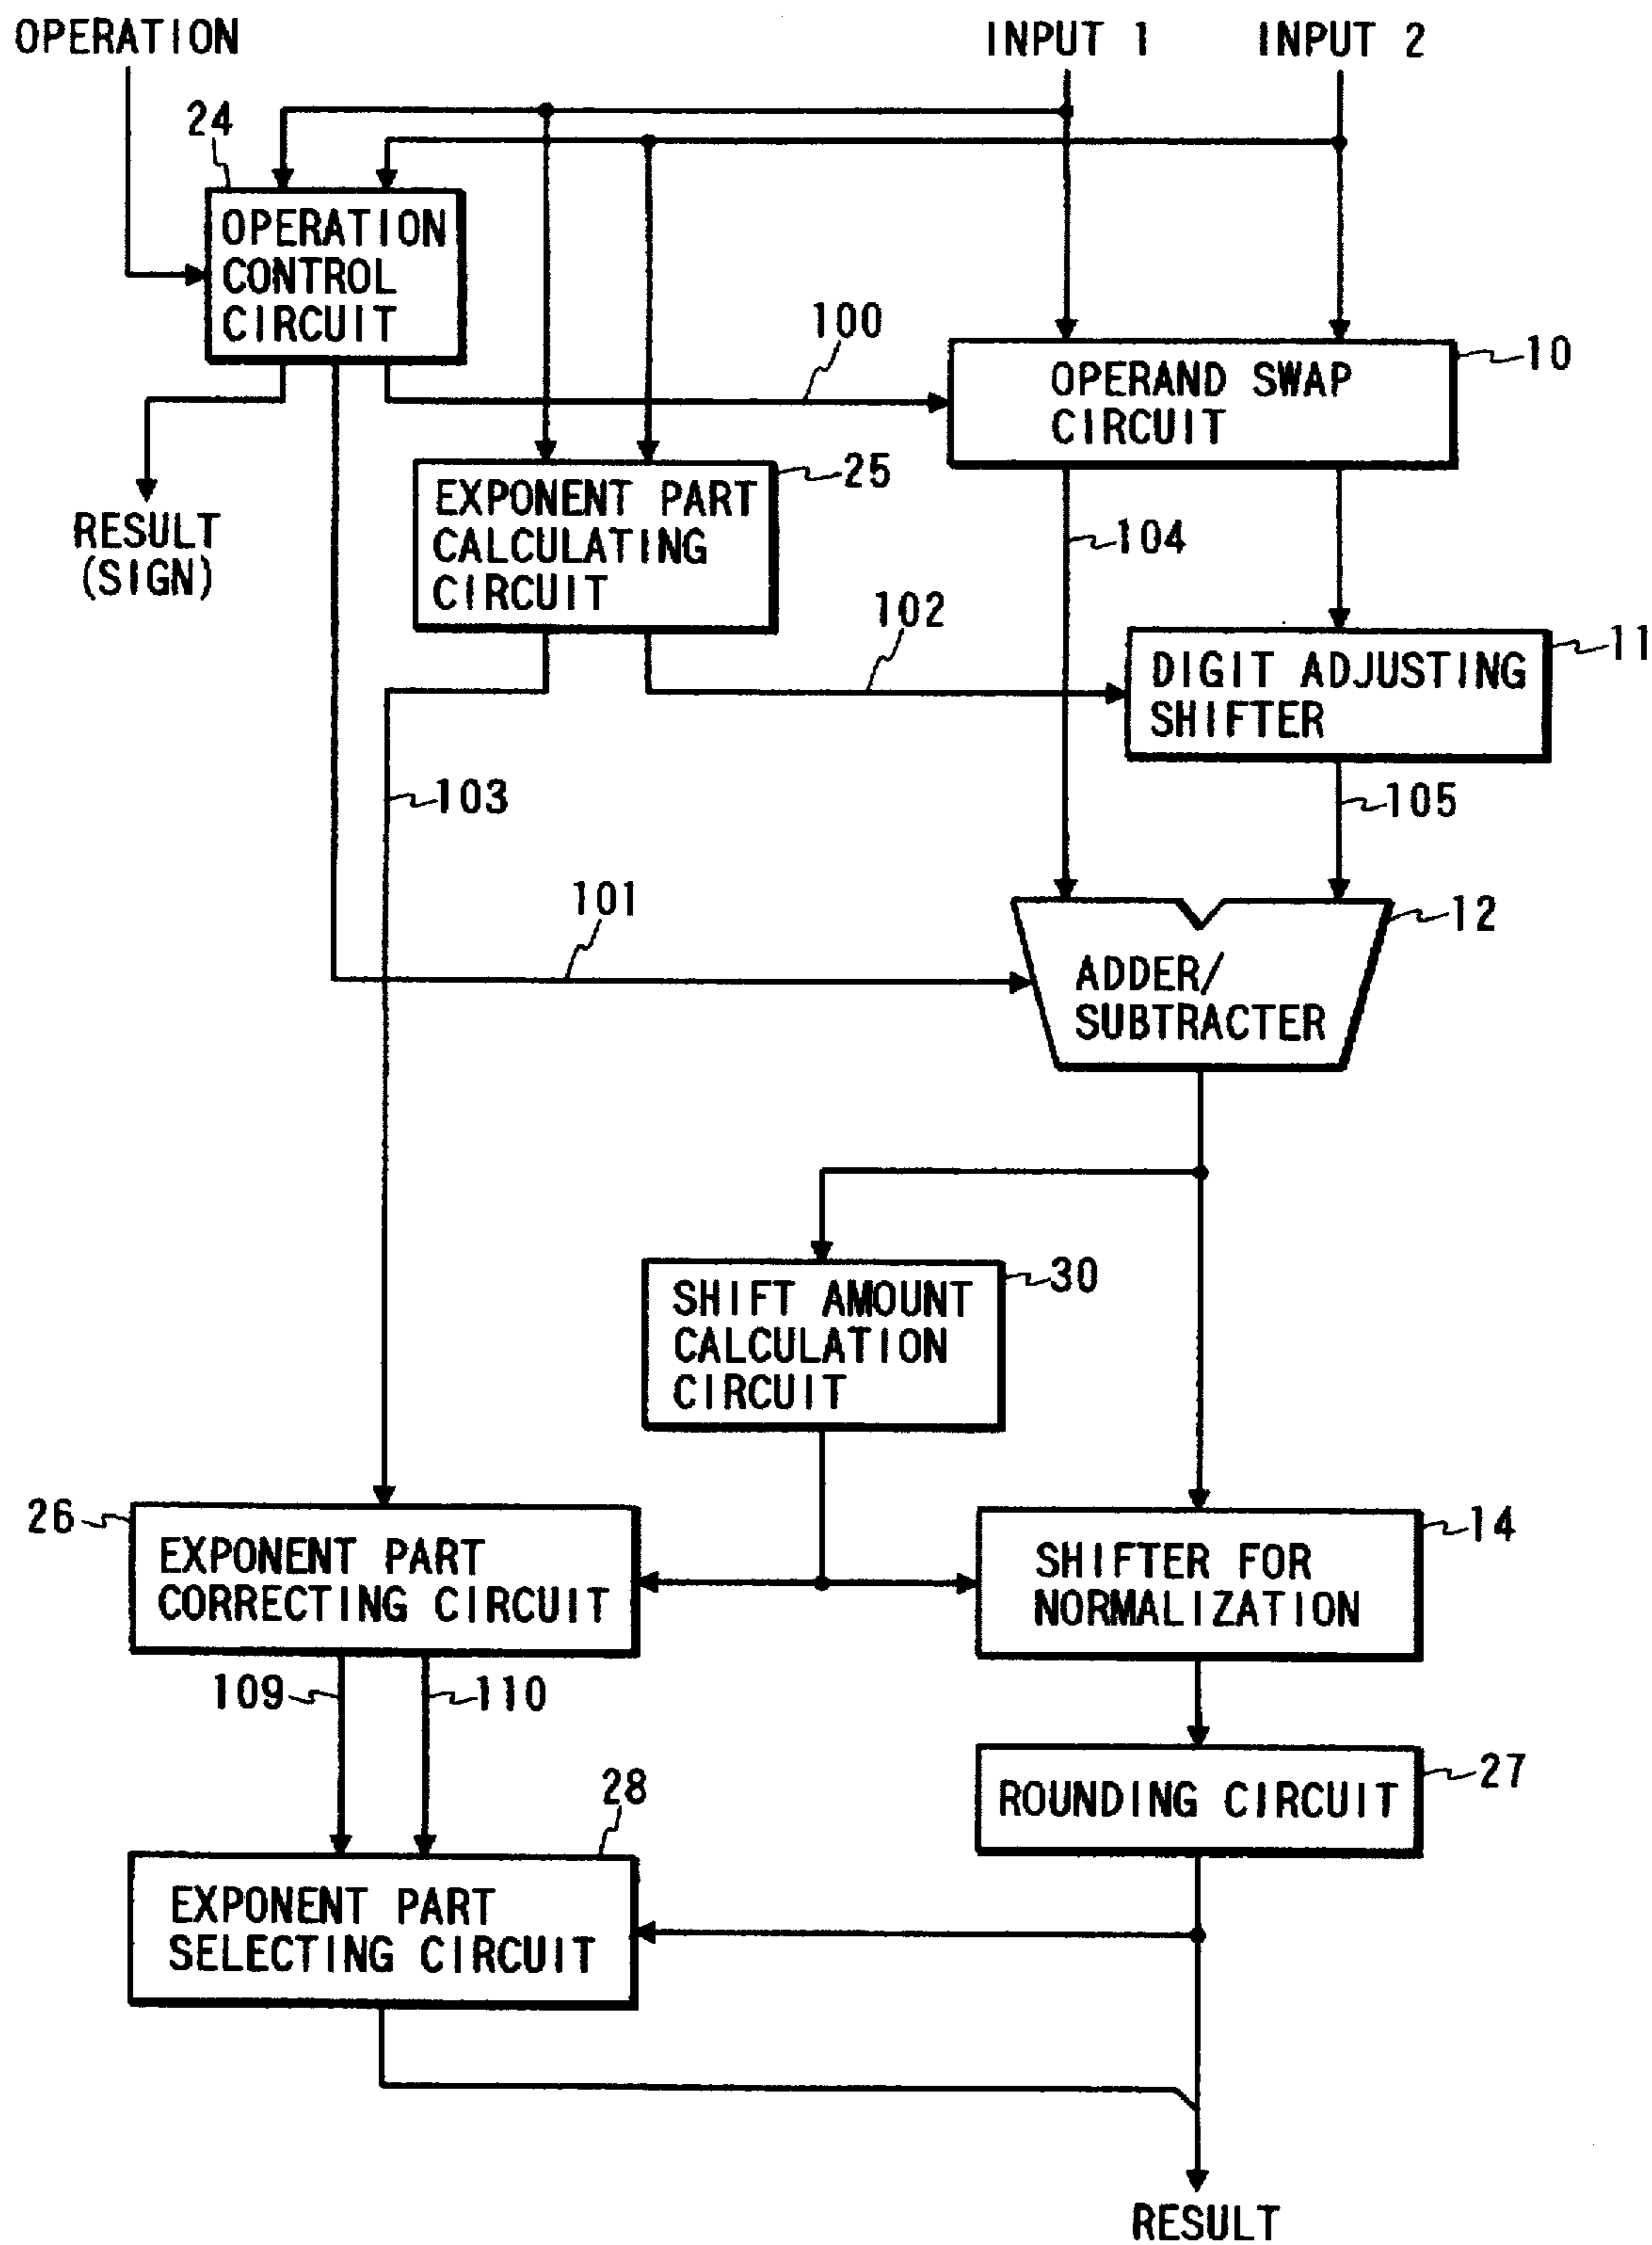 OPERATION
INPUT 1
INPUT 2
24
OPERATION
CONTROL
CIRCUIT
100
10
OPERAND SWAP
CIRCUIT
25
EXPONENT PART
CALCULATING
CIRCUIT
RESULT
(SIGN)
104
102
11
DIGIT ADJUSTING
SHIFTER
103
105
101
12
ADDER/
SUBTRACTER
30
SHIFT AMOUNT
CALCULATION
CIRCUIT
26
EXPONENT PART
CORRECTING CIRCUIT
14
SHIFTER FOR
NORMALIZATION
109
110
28
27
ROUNDING CIRCUIT
EXPONENT PART
SELECTING CIRCUIT
RESULT